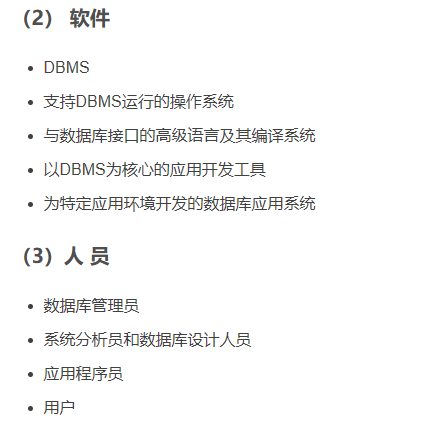 （2） 软件
DBMS
支持DBMS运行的操作系统
与数据库接口的高级语言及其编译系统
以DBMS为核心的应用开发工具
为特定应用环境开发的数据库应用系统
（3）人 员
数据库管理员
系统分析员和数据库设计人员
应用程序员
用户